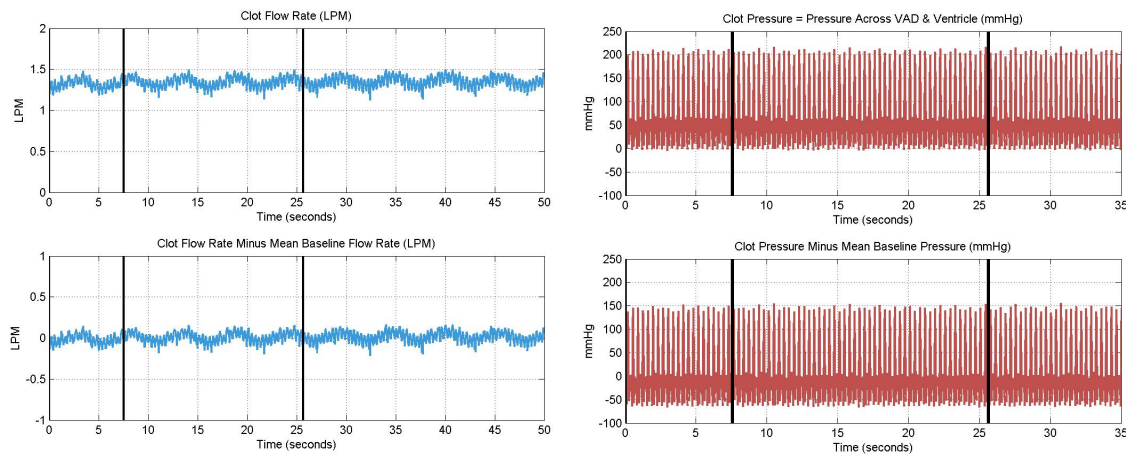 Clot Flow Rate (LPM)
2
1.5
1
0.5
0
LPM
0 5 10 15 20 25 30 35 40 45 50
Time (seconds)
Clot Flow Rate Minus Mean Baseline Flow Rate (LPM)
1
0.5
0
-0.5
-1
LPM
0 5 10 15 20 25 30 35 40 45 50
Time (seconds)
Clot Pressure = Pressure Across VAD & Ventricle (mmHg)
250
200
150
100
50
0
-50
-100
mmHg
0 5 10 15 20 25 30 35
Time (seconds)
Clot Pressure Minus Mean Baseline Pressure (mmHg)
250
200
150
100
50
0
-50
-100
mmHg
0 5 10 15 20 25 30 35
Time (seconds)